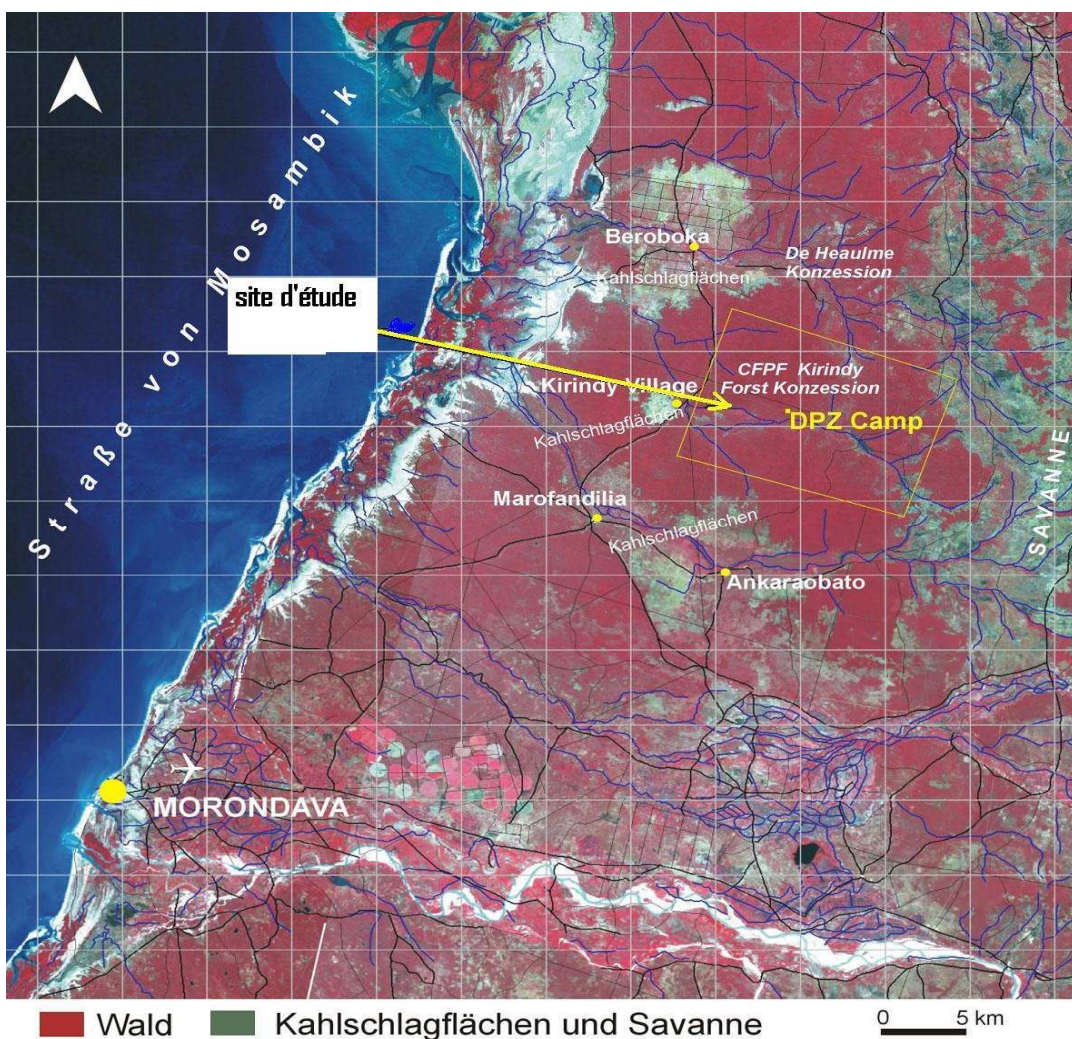 Straße von Mosambik
site d'étude
Beroboka
Kahlschlagflächen
De Heaulme
Konzession
CFPF Kirindy
Forst Konzession
Kirindy Village
DPZ Camp
Kahlschlagflächen
SAVANNE
Marofandilia
Kahlschlagflächen
Ankaraobato
MORONDAVA
Wald
Kahlschlagflächen und Savanne
0 5 km